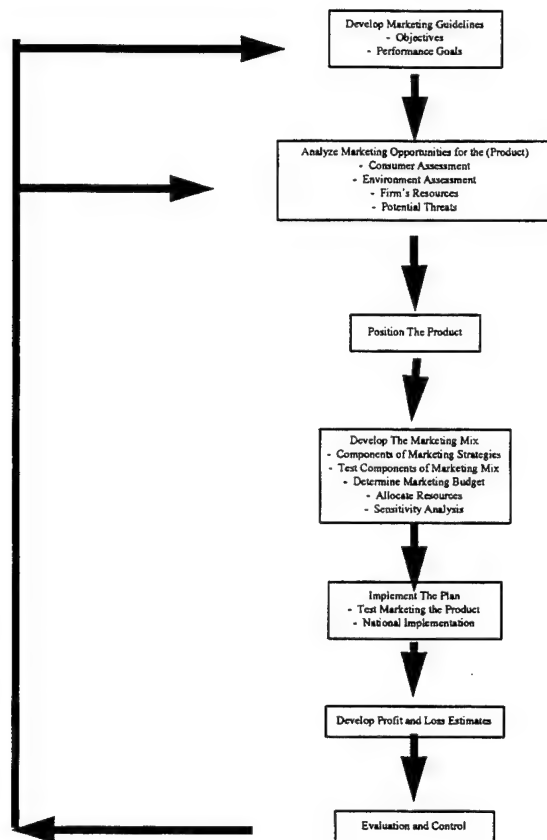 Develop Marketing Guidelines
- Objectives
- Performance Goals
Analyze Marketing Opportunities for the (Product)
- Consumer Assessment
- Environment Assessment
- Firm's Resources
- Potential Threats
Position The Product
Develop The Marketing Mix
- Components of Marketing Strategies
- Test Components of Marketing Mix
- Determine Marketing Budget
- Allocate Resources
- Sensitivity Analysis
Implement The Plan
- Test Marketing the Product
- National Implementation
Develop Profit and Loss Estimates
Evaluation and Control